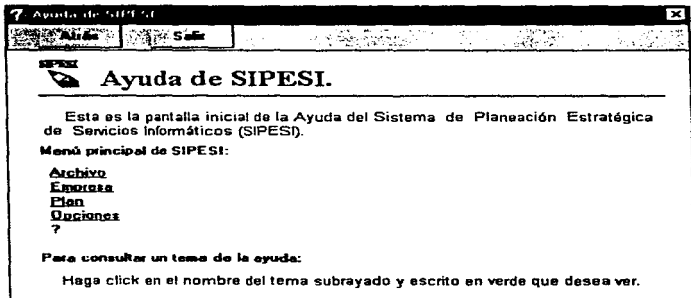 Ayuda de SIPESI
Atrás Salir
SIPESI
Ayuda de SIPESI.
Esta es la pantalla inicial de la Ayuda del Sistema de Planeación Estratégica
de Servicios Informáticos (SIPESI).
Menú principal de SIPESI:
Archivo
Empresa
Plan
Opciones
?
Para consultar un tema de la ayuda:
Haga click en el nombre del tema subrayado y escrito en verde que desea ver.